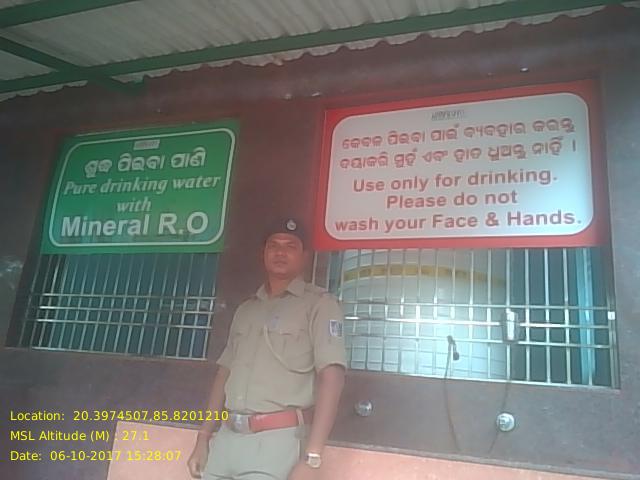 ଶୁଦ୍ଧ ପିଇବା ପାଣି
Pure drinking water
with
Mineral R.O
କେବଳ ପିଇବା ପାଇଁ ବ୍ୟବହାର କରନ୍ତୁ
ଦୟାକରି ମୁହଁ ଏବଂ ହାତ ଧୁଅନ୍ତୁ ନାହିଁ ।
Use only for drinking.
Please do not
wash your Face & Hands.
Location: 20.3974507,85.8201210
MSL Altitude (M) : 27.1
Date: 06-10-2017 15:28:07